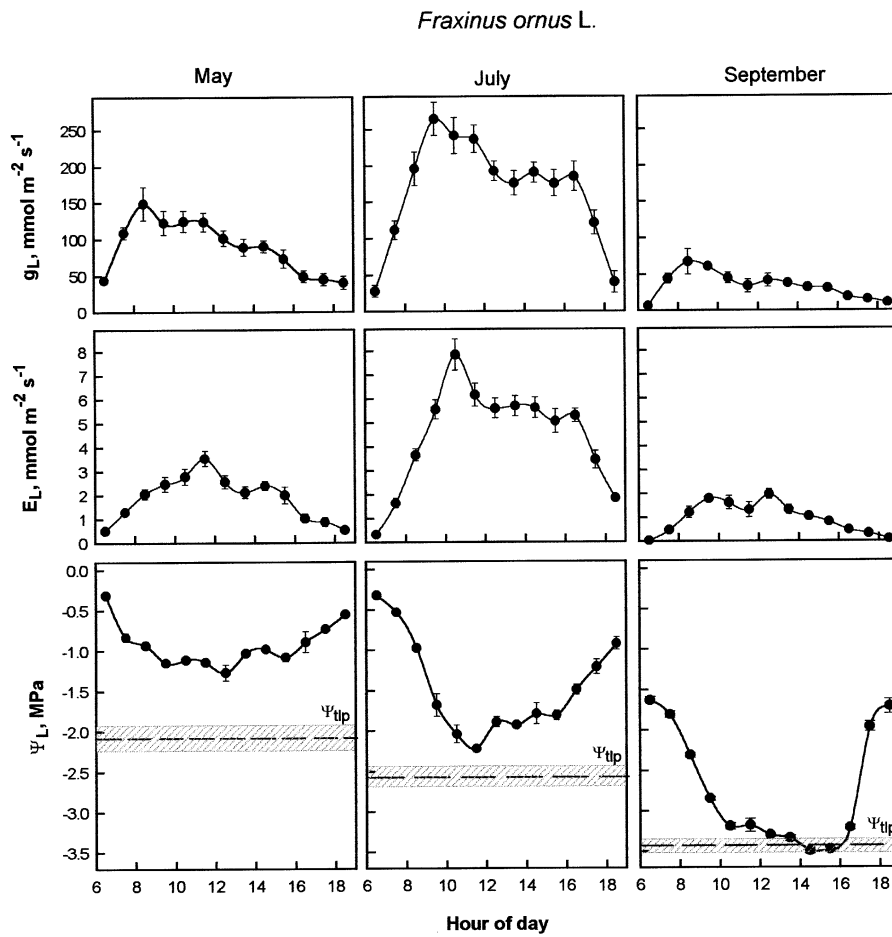 Fraxinus ornus L.
May July September
g_L, mmol m⁻² s⁻¹
250
200
150
100
50
0
E_L, mmol m⁻² s⁻¹
8
7
6
5
4
3
2
1
0
Ψ_L, MPa
0.0
-0.5
-1.0
-1.5
-2.0
-2.5
-3.0
-3.5
Ψtlp
Ψtlp
Ψtlp
6 8 10 12 14 16 18 6 8 10 12 14 16 18 6 8 10 12 14 16 18
Hour of day